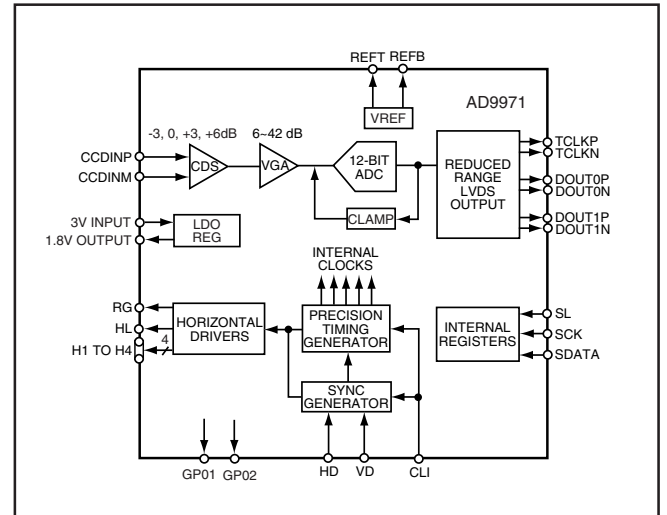 REFT REFB
AD9971
VREF
-3, 0, +3, +6dB
6~42 dB
CCDINP
CCDINM
CDS
VGA
12-BIT
ADC
CLAMP
REDUCED
RANGE
LVDS
OUTPUT
TCLKP
TCLKN
DOUT0P
DOUT0N
DOUT1P
DOUT1N
3V INPUT
1.8V OUTPUT
LDO
REG
INTERNAL
CLOCKS
RG
HL
H1 TO H4
4
HORIZONTAL
DRIVERS
PRECISION
TIMING
GENERATOR
SYNC
GENERATOR
INTERNAL
REGISTERS
SL
SCK
SDATA
GP01
GP02
HD
VD
CLI